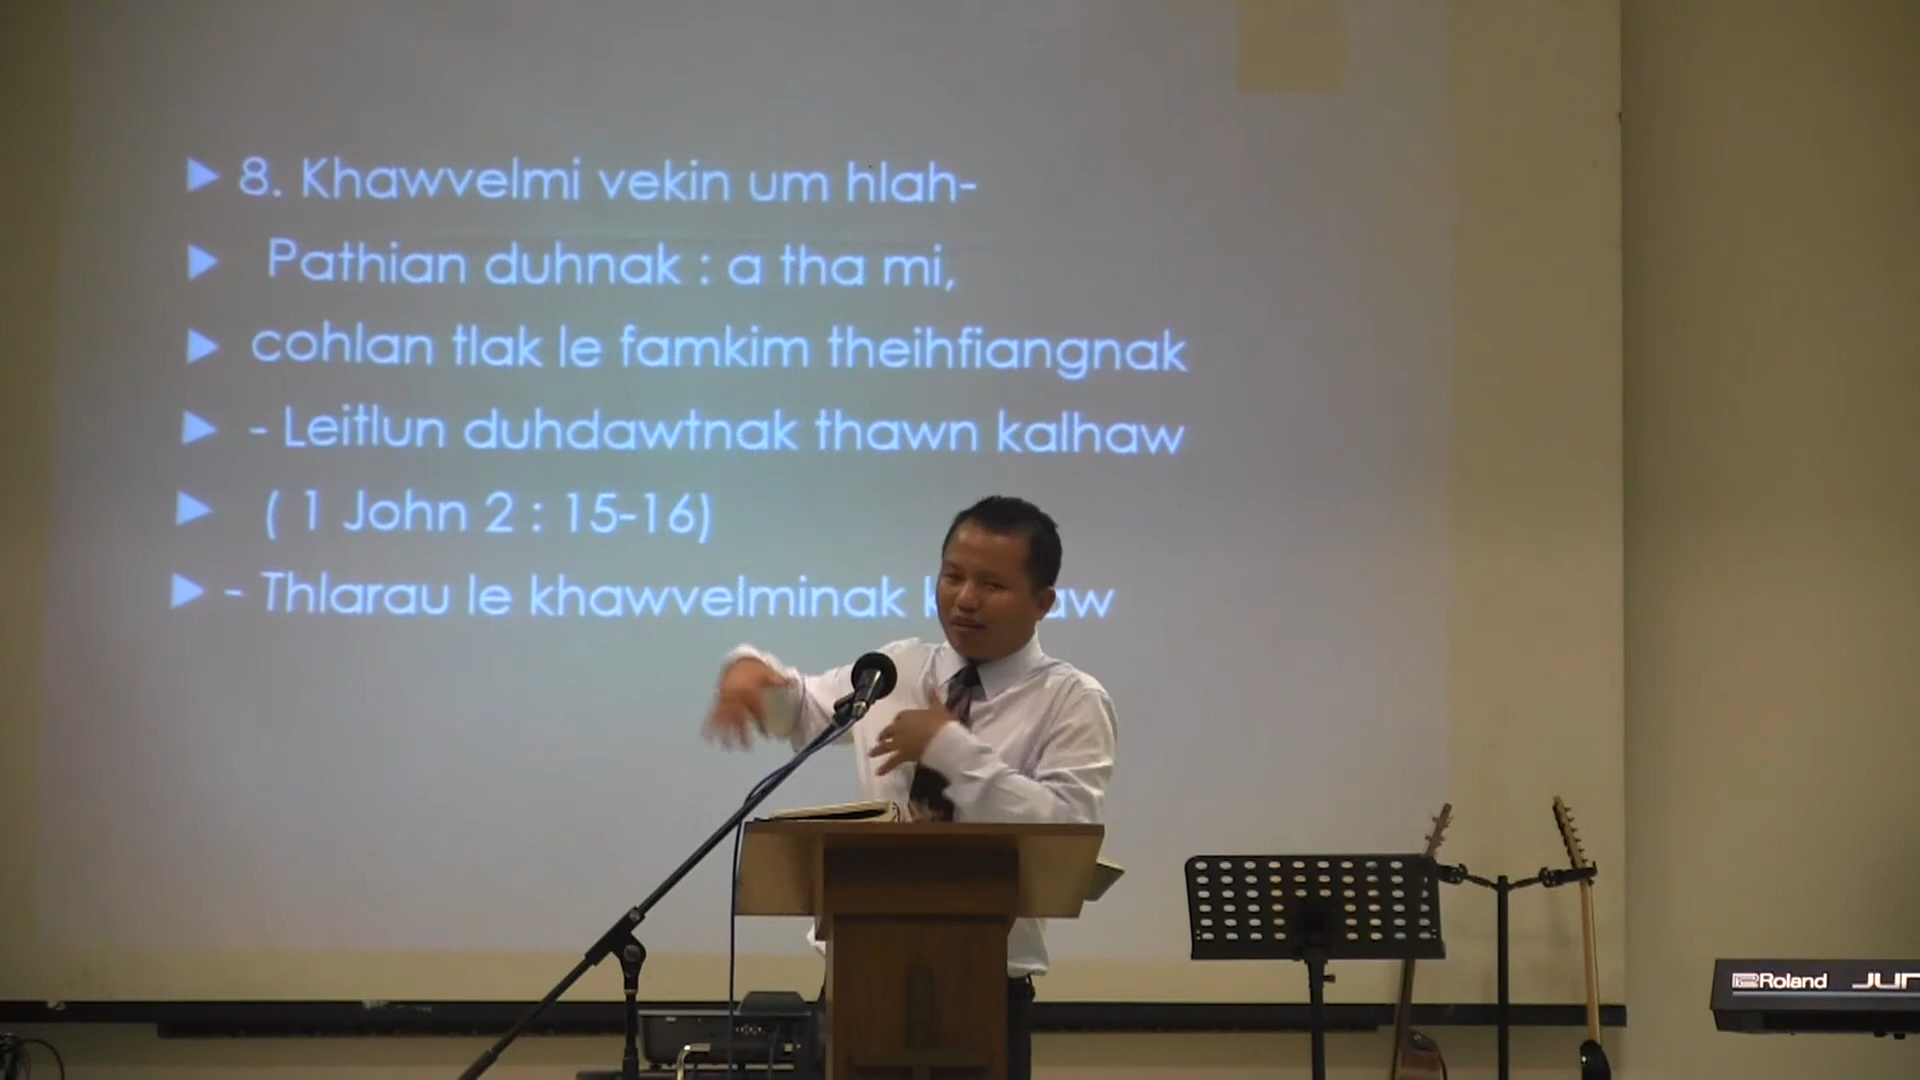 8. Khawvelmi vekin um hlah-
Pathian duhnak : a tha mi,
cohlan tlak le famkim theihfiangnak
- Leitlun duhdawtnak thawn kalhaw
( 1 John 2 : 15-16)
- Thlarau le khawvelminak
Roland